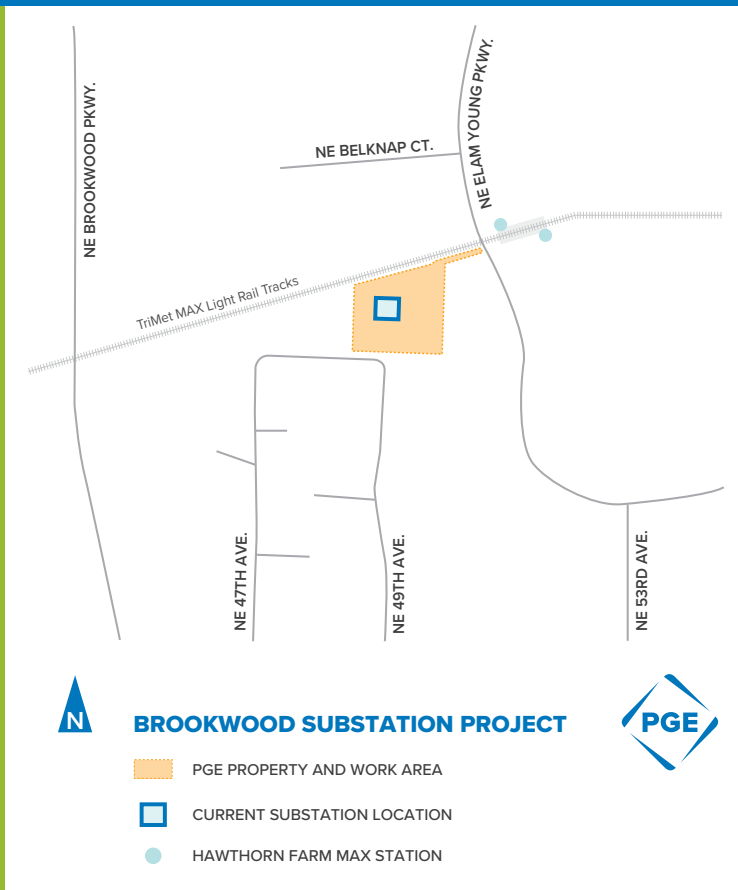 NE BROOKWOOD PKWY.
NE ELAM YOUNG PKWY.
NE BELKNAP CT.
TriMet MAX Light Rail Tracks
NE 47TH AVE.
NE 49TH AVE.
NE 53RD AVE.
N
BROOKWOOD SUBSTATION PROJECT
PGE
PGE PROPERTY AND WORK AREA
CURRENT SUBSTATION LOCATION
HAWTHORN FARM MAX STATION